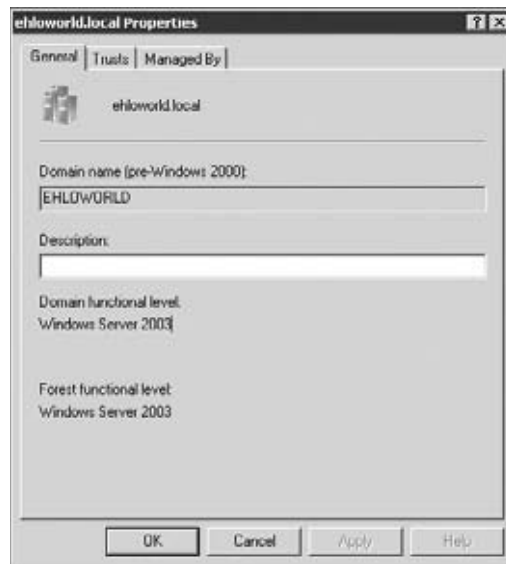 ehloworld.local Properties
General
Trusts
Managed By
ehloworld.local
Domain name (pre-Windows 2000):
EHLOWORLD
Description:
Domain functional level:
Windows Server 2003
Forest functional level:
Windows Server 2003
OK
Cancel
Apply
Help